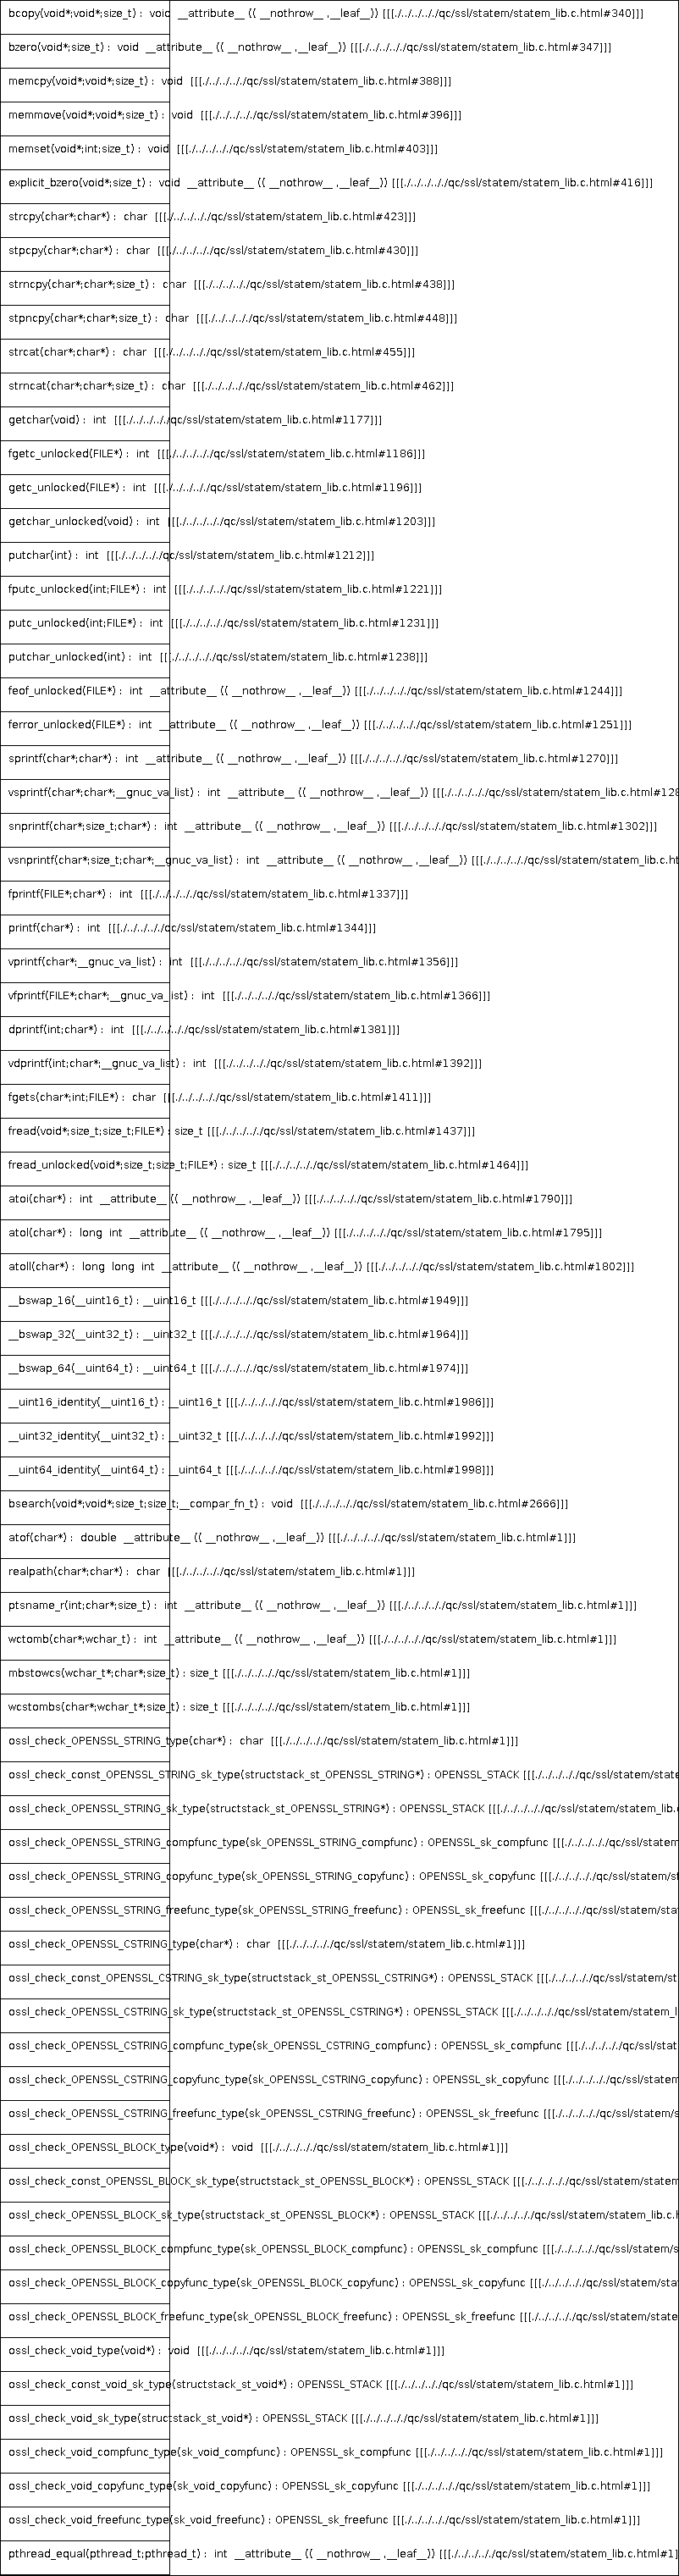 bcopy(void*;void*;size_t) : void __attribute__ (( __nothrow__ ,__leaf__)) [[[./../../../../qc/ssl/statem/statem_lib.c.html#340]]]
bzero(void*;size_t) : void __attribute__ (( __nothrow__ ,__leaf__)) [[[./../../../../qc/ssl/statem/statem_lib.c.html#347]]]
memcpy(void*;void*;size_t) : void [[[./../../../../qc/ssl/statem/statem_lib.c.html#388]]]
memmove(void*;void*;size_t) : void [[[./../../../../qc/ssl/statem/statem_lib.c.html#396]]]
memset(void*;int;size_t) : void [[[./../../../../qc/ssl/statem/statem_lib.c.html#403]]]
explicit_bzero(void*;size_t) : void __attribute__ (( __nothrow__ ,__leaf__)) [[[./../../../../qc/ssl/statem/statem_lib.c.html#416]]]
strcpy(char*;char*) : char [[[./../../../../qc/ssl/statem/statem_lib.c.html#423]]]
stpcpy(char*;char*) : char [[[./../../../../qc/ssl/statem/statem_lib.c.html#430]]]
strncpy(char*;char*;size_t) : char [[[./../../../../qc/ssl/statem/statem_lib.c.html#438]]]
stpncpy(char*;char*;size_t) : char [[[./../../../../qc/ssl/statem/statem_lib.c.html#448]]]
strcat(char*;char*) : char [[[./../../../../qc/ssl/statem/statem_lib.c.html#455]]]
strncat(char*;char*;size_t) : char [[[./../../../../qc/ssl/statem/statem_lib.c.html#462]]]
getchar(void) : int [[[./../../../../qc/ssl/statem/statem_lib.c.html#1177]]]
fgetc_unlocked(FILE*) : int [[[./../../../../qc/ssl/statem/statem_lib.c.html#1186]]]
getc_unlocked(FILE*) : int [[[./../../../../qc/ssl/statem/statem_lib.c.html#1196]]]
getchar_unlocked(void) : int [[[./../../../../qc/ssl/statem/statem_lib.c.html#1203]]]
putchar(int) : int [[[./../../../../qc/ssl/statem/statem_lib.c.html#1212]]]
fputc_unlocked(int;FILE*) : int [[[./../../../../qc/ssl/statem/statem_lib.c.html#1221]]]
putc_unlocked(int;FILE*) : int [[[./../../../../qc/ssl/statem/statem_lib.c.html#1231]]]
putchar_unlocked(int) : int [[[./../../../../qc/ssl/statem/statem_lib.c.html#1238]]]
feof_unlocked(FILE*) : int __attribute__ (( __nothrow__ ,__leaf__)) [[[./../../../../qc/ssl/statem/statem_lib.c.html#1244]]]
ferror_unlocked(FILE*) : int __attribute__ (( __nothrow__ ,__leaf__)) [[[./../../../../qc/ssl/statem/statem_lib.c.html#1251]]]
sprintf(char*;char*) : int __attribute__ (( __nothrow__ ,__leaf__)) [[[./../../../../qc/ssl/statem/statem_lib.c.html#1270]]]
vsprintf(char*;char*;__gnuc_va_list) : int __attribute__ (( __nothrow__ ,__leaf__)) [[[./../../../../qc/ssl/statem/statem_lib.c.html#128
snprintf(char*;size_t;char*) : int __attribute__ (( __nothrow__ ,__leaf__)) [[[./../../../../qc/ssl/statem/statem_lib.c.html#1302]]]
vsnprintf(char*;size_t;char*;__gnuc_va_list) : int __attribute__ (( __nothrow__ ,__leaf__)) [[[./../../../../qc/ssl/statem/statem_lib.c.ht
fprintf(FILE*;char*) : int [[[./../../../../qc/ssl/statem/statem_lib.c.html#1337]]]
printf(char*) : int [[[./../../../../qc/ssl/statem/statem_lib.c.html#1344]]]
vprintf(char*;__gnuc_va_list) : int [[[./../../../../qc/ssl/statem/statem_lib.c.html#1356]]]
vfprintf(FILE*;char*;__gnuc_va_list) : int [[[./../../../../qc/ssl/statem/statem_lib.c.html#1366]]]
dprintf(int;char*) : int [[[./../../../../qc/ssl/statem/statem_lib.c.html#1381]]]
vdprintf(int;char*;__gnuc_va_list) : int [[[./../../../../qc/ssl/statem/statem_lib.c.html#1392]]]
fgets(char*;int;FILE*) : char [[[./../../../../qc/ssl/statem/statem_lib.c.html#1411]]]
fread(void*;size_t;size_t;FILE*) : size_t [[[./../../../../qc/ssl/statem/statem_lib.c.html#1437]]]
fread_unlocked(void*;size_t;size_t;FILE*) : size_t [[[./../../../../qc/ssl/statem/statem_lib.c.html#1464]]]
atoi(char*) : int __attribute__ (( __nothrow__ ,__leaf__)) [[[./../../../../qc/ssl/statem/statem_lib.c.html#1790]]]
atol(char*) : long int __attribute__ (( __nothrow__ ,__leaf__)) [[[./../../../../qc/ssl/statem/statem_lib.c.html#1795]]]
atoll(char*) : long long int __attribute__ (( __nothrow__ ,__leaf__)) [[[./../../../../qc/ssl/statem/statem_lib.c.html#1802]]]
__bswap_16(__uint16_t) : __uint16_t [[[./../../../../qc/ssl/statem/statem_lib.c.html#1949]]]
__bswap_32(__uint32_t) : __uint32_t [[[./../../../../qc/ssl/statem/statem_lib.c.html#1964]]]
__bswap_64(__uint64_t) : __uint64_t [[[./../../../../qc/ssl/statem/statem_lib.c.html#1974]]]
__uint16_identity(__uint16_t) : __uint16_t [[[./../../../../qc/ssl/statem/statem_lib.c.html#1986]]]
__uint32_identity(__uint32_t) : __uint32_t [[[./../../../../qc/ssl/statem/statem_lib.c.html#1992]]]
__uint64_identity(__uint64_t) : __uint64_t [[[./../../../../qc/ssl/statem/statem_lib.c.html#1998]]]
bsearch(void*;void*;size_t;size_t;__compar_fn_t) : void [[[./../../../../qc/ssl/statem/statem_lib.c.html#2666]]]
atof(char*) : double __attribute__ (( __nothrow__ ,__leaf__)) [[[./../../../../qc/ssl/statem/statem_lib.c.html#1]]]
realpath(char*;char*) : char [[[./../../../../qc/ssl/statem/statem_lib.c.html#1]]]
ptsname_r(int;char*;size_t) : int __attribute__ (( __nothrow__ ,__leaf__)) [[[./../../../../qc/ssl/statem/statem_lib.c.html#1]]]
wctomb(char*;wchar_t) : int __attribute__ (( __nothrow__ ,__leaf__)) [[[./../../../../qc/ssl/statem/statem_lib.c.html#1]]]
mbstowcs(wchar_t*;char*;size_t) : size_t [[[./../../../../qc/ssl/statem/statem_lib.c.html#1]]]
wcstombs(char*;wchar_t*;size_t) : size_t [[[./../../../../qc/ssl/statem/statem_lib.c.html#1]]]
ossl_check_OPENSSL_STRING_type(char*) : char [[[./../../../../qc/ssl/statem/statem_lib.c.html#1]]]
ossl_check_const_OPENSSL_STRING_sk_type(structstack_st_OPENSSL_STRING*) : OPENSSL_STACK [[[./../../../../qc/ssl/statem/state
ossl_check_OPENSSL_STRING_sk_type(structstack_st_OPENSSL_STRING*) : OPENSSL_STACK [[[./../../../../qc/ssl/statem/statem_lib.c
ossl_check_OPENSSL_STRING_compfunc_type(sk_OPENSSL_STRING_compfunc) : OPENSSL_sk_compfunc [[[./../../../../qc/ssl/statem
ossl_check_OPENSSL_STRING_copyfunc_type(sk_OPENSSL_STRING_copyfunc) : OPENSSL_sk_copyfunc [[[./../../../../qc/ssl/statem/st
ossl_check_OPENSSL_STRING_freefunc_type(sk_OPENSSL_STRING_freefunc) : OPENSSL_sk_freefunc [[[./../../../../qc/ssl/statem/stat
ossl_check_OPENSSL_CSTRING_type(char*) : char [[[./../../../../qc/ssl/statem/statem_lib.c.html#1]]]
ossl_check_const_OPENSSL_CSTRING_sk_type(structstack_st_OPENSSL_CSTRING*) : OPENSSL_STACK [[[./../../../../qc/ssl/statem/st
ossl_check_OPENSSL_CSTRING_sk_type(structstack_st_OPENSSL_CSTRING*) : OPENSSL_STACK [[[./../../../../qc/ssl/statem/statem_l
ossl_check_OPENSSL_CSTRING_compfunc_type(sk_OPENSSL_CSTRING_compfunc) : OPENSSL_sk_compfunc [[[./../../../../qc/ssl/stat
ossl_check_OPENSSL_CSTRING_copyfunc_type(sk_OPENSSL_CSTRING_copyfunc) : OPENSSL_sk_copyfunc [[[./../../../../qc/ssl/statem
ossl_check_OPENSSL_CSTRING_freefunc_type(sk_OPENSSL_CSTRING_freefunc) : OPENSSL_sk_freefunc [[[./../../../../qc/ssl/statem/s
ossl_check_OPENSSL_BLOCK_type(void*) : void [[[./../../../../qc/ssl/statem/statem_lib.c.html#1]]]
ossl_check_const_OPENSSL_BLOCK_sk_type(structstack_st_OPENSSL_BLOCK*) : OPENSSL_STACK [[[./../../../../qc/ssl/statem/statem
ossl_check_OPENSSL_BLOCK_sk_type(structstack_st_OPENSSL_BLOCK*) : OPENSSL_STACK [[[./../../../../qc/ssl/statem/statem_lib.c.h
ossl_check_OPENSSL_BLOCK_compfunc_type(sk_OPENSSL_BLOCK_compfunc) : OPENSSL_sk_compfunc [[[./../../../../qc/ssl/statem/s
ossl_check_OPENSSL_BLOCK_copyfunc_type(sk_OPENSSL_BLOCK_copyfunc) : OPENSSL_sk_copyfunc [[[./../../../../qc/ssl/statem/stat
ossl_check_OPENSSL_BLOCK_freefunc_type(sk_OPENSSL_BLOCK_freefunc) : OPENSSL_sk_freefunc [[[./../../../../qc/ssl/statem/state
ossl_check_void_type(void*) : void [[[./../../../../qc/ssl/statem/statem_lib.c.html#1]]]
ossl_check_const_void_sk_type(structstack_st_void*) : OPENSSL_STACK [[[./../../../../qc/ssl/statem/statem_lib.c.html#1]]]
ossl_check_void_sk_type(structstack_st_void*) : OPENSSL_STACK [[[./../../../../qc/ssl/statem/statem_lib.c.html#1]]]
ossl_check_void_compfunc_type(sk_void_compfunc) : OPENSSL_sk_compfunc [[[./../../../../qc/ssl/statem/statem_lib.c.html#1]]]
ossl_check_void_copyfunc_type(sk_void_copyfunc) : OPENSSL_sk_copyfunc [[[./../../../../qc/ssl/statem/statem_lib.c.html#1]]]
ossl_check_void_freefunc_type(sk_void_freefunc) : OPENSSL_sk_freefunc [[[./../../../../qc/ssl/statem/statem_lib.c.html#1]]]
pthread_equal(pthread_t;pthread_t) : int __attribute__ (( __nothrow__ ,__leaf__)) [[[./../../../../qc/ssl/statem/statem_lib.c.html#1]